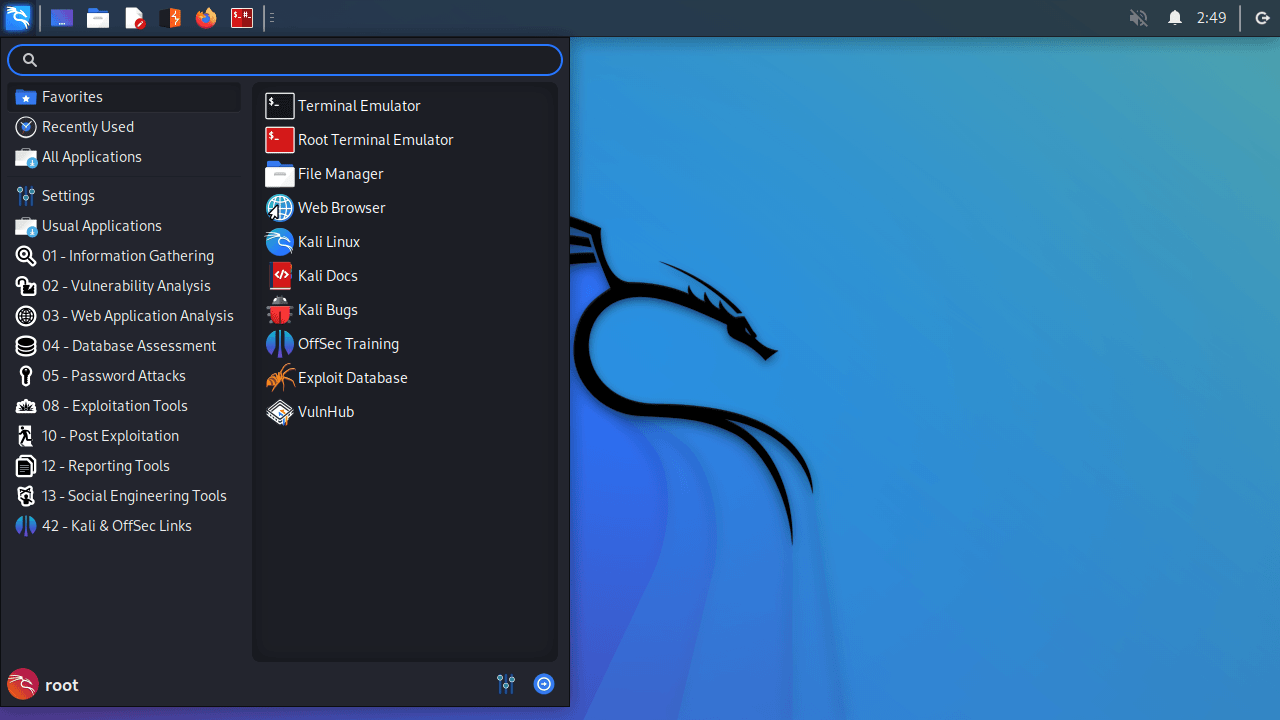 2:49
Favorites
Recently Used
All Applications
Settings
Usual Applications
01 - Information Gathering
02 - Vulnerability Analysis
03 - Web Application Analysis
04 - Database Assessment
05 - Password Attacks
08 - Exploitation Tools
10 - Post Exploitation
12 - Reporting Tools
13 - Social Engineering Tools
42 - Kali & OffSec Links
Terminal Emulator
Root Terminal Emulator
File Manager
Web Browser
Kali Linux
Kali Docs
Kali Bugs
OffSec Training
Exploit Database
VulnHub
root